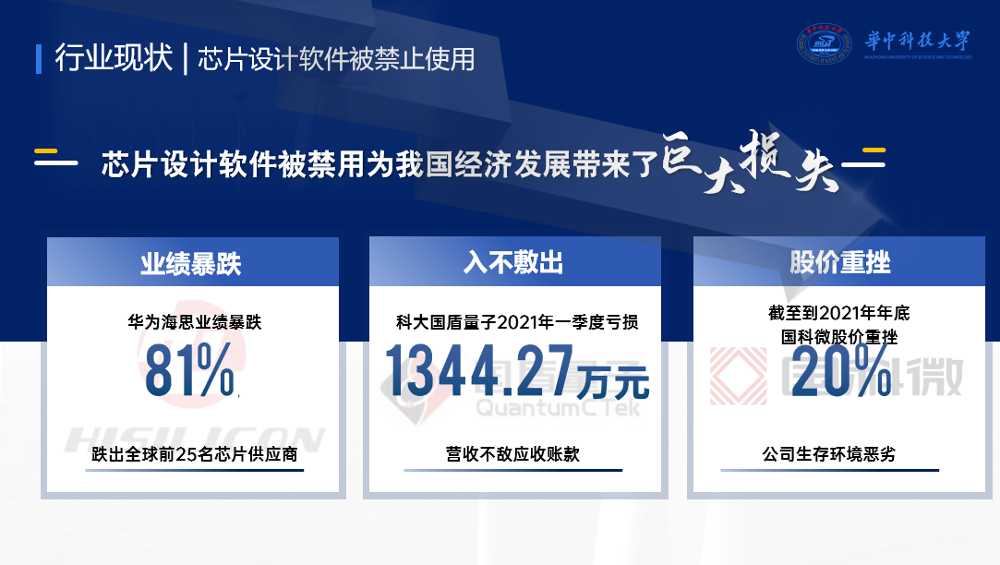 行业现状 | 芯片设计软件被禁止使用
華中科技大学
HUAZHONG UNIVERSITY OF SCIENCE AND TECHNOLOGY
芯片设计软件被禁用为我国经济发展带来了巨大损失
业绩暴跌
华为海思业绩暴跌
81%
HISILICON
跌出全球前25名芯片供应商
入不敷出
科大国盾量子2021年一季度亏损
1344.27万元
国盾量子
QuantumCTek
营收不敌应收账款
股价重挫
截至到2021年年底
国科微股价重挫
20%
国科微
公司生存环境恶劣